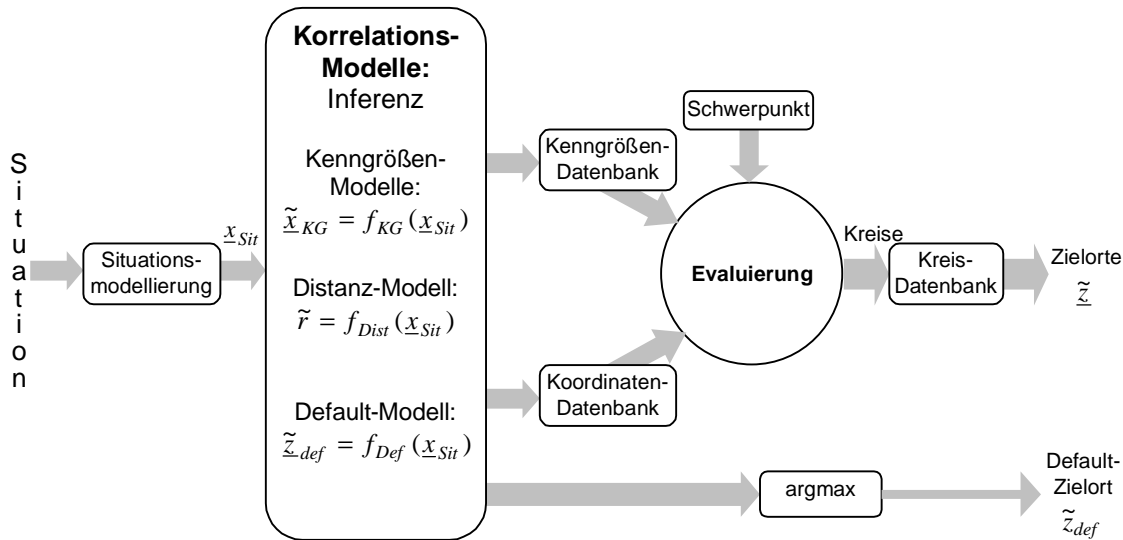 Situation
Situations-
modellierung
x_Sit
Korrelations-
Modelle:
Inferenz
Kenngrößen-
Modelle:
x̃_KG = f_KG(x_Sit)
Distanz-Modell:
r̃ = f_Dist(x_Sit)
Default-Modell:
z̃_def = f_Def(x_Sit)
Kenngrößen-
Datenbank
Koordinaten-
Datenbank
Schwerpunkt
Evaluierung
Kreise
Kreis-
Datenbank
Zielorte
z̃
argmax
Default-
Zielort
z̃_def